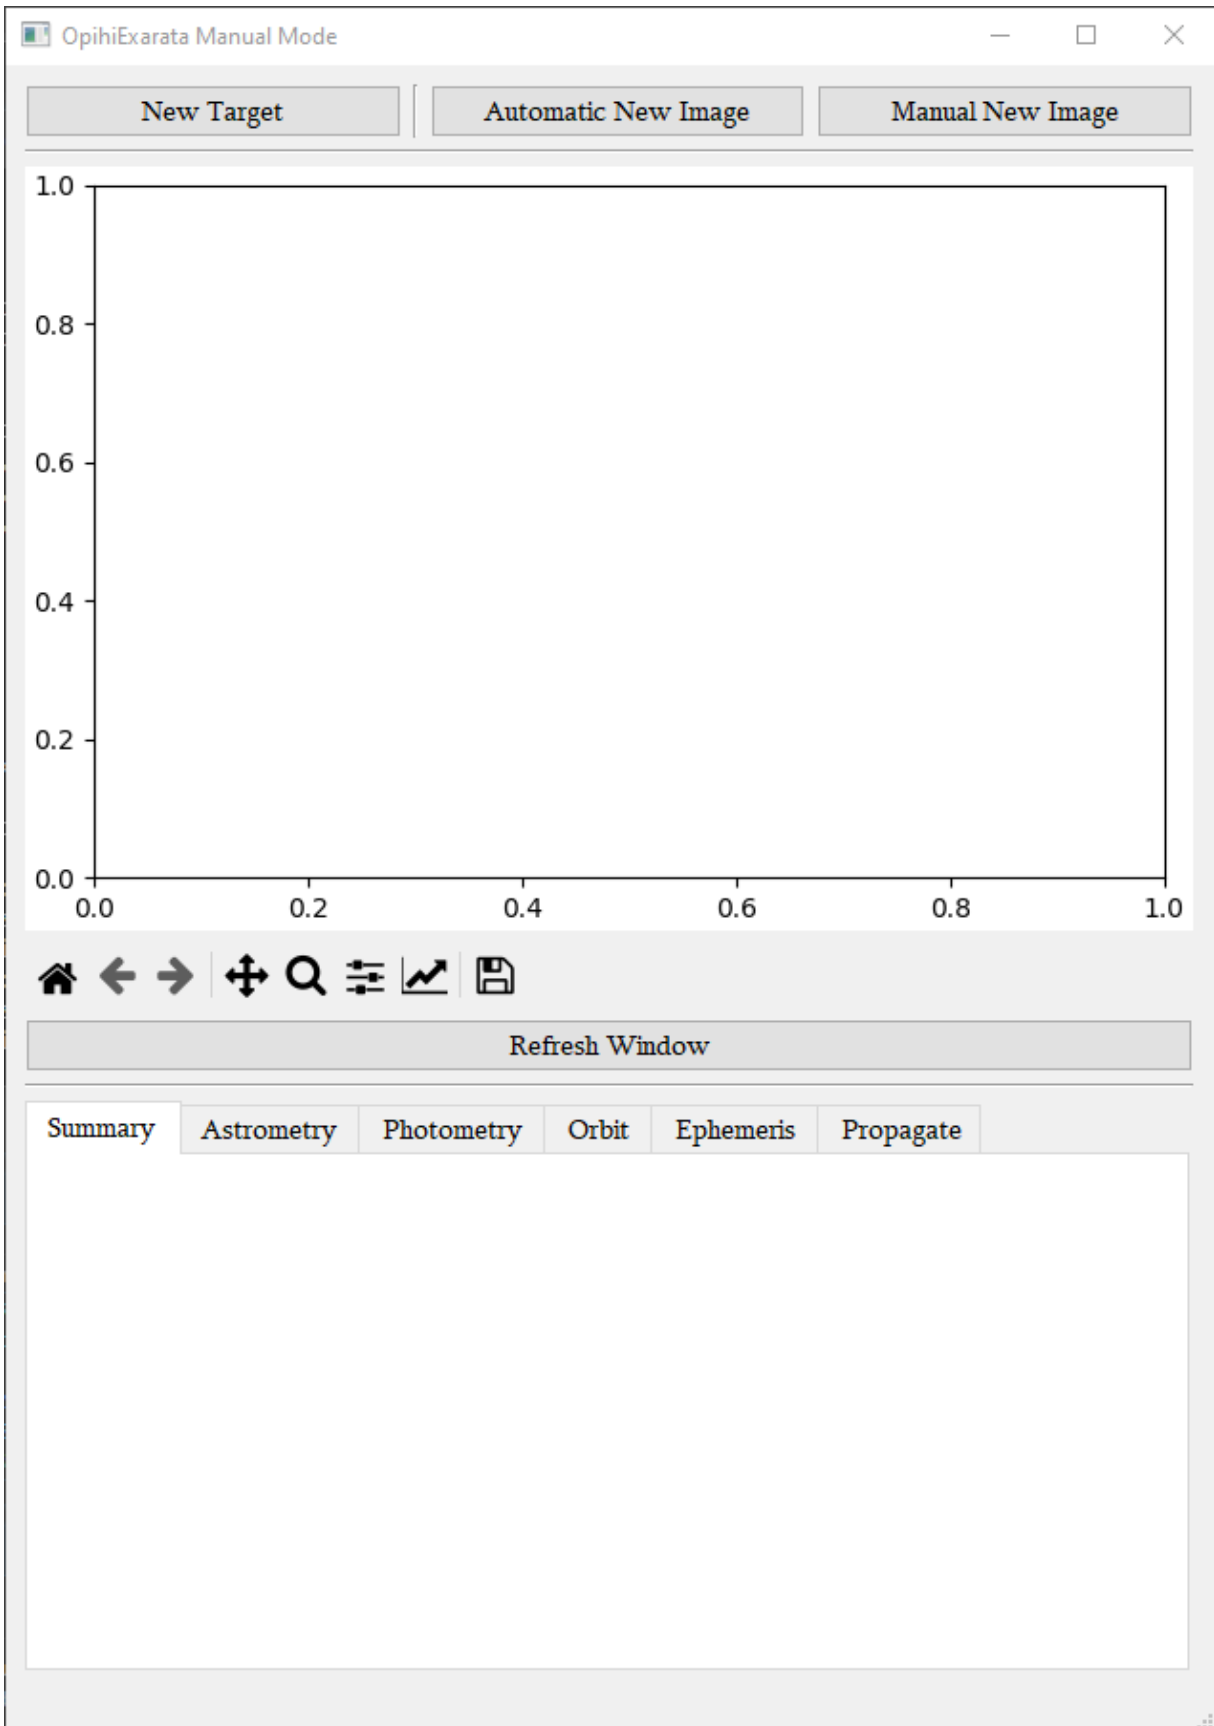 OpihiExarata Manual Mode
New Target Automatic New Image Manual New Image
1.0
0.8
0.6
0.4
0.2
0.0
0.0 0.2 0.4 0.6 0.8 1.0
Refresh Window
Summary Astrometry Photometry Orbit Ephemeris Propagate